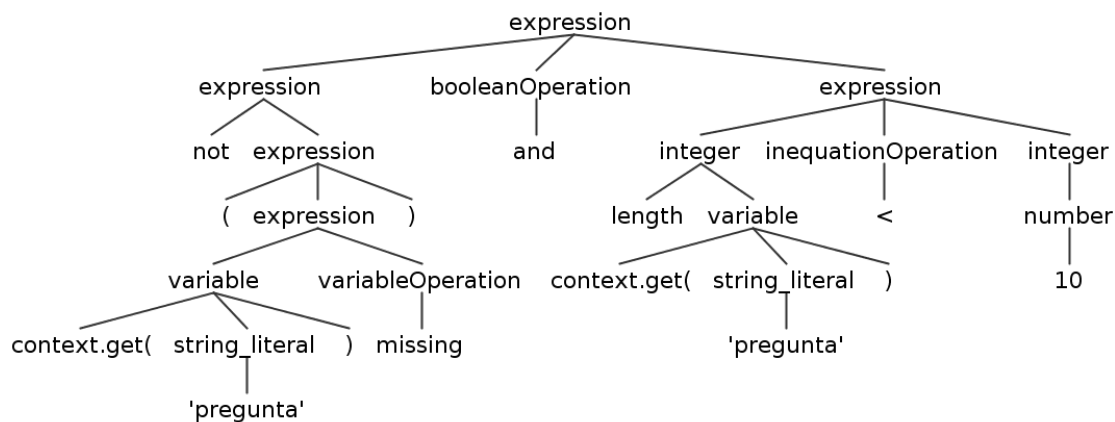 expression
expression booleanOperation expression
not expression and integer inequationOperation integer
( expression ) length variable < number
variable variableOperation context.get( string_literal ) 10
context.get( string_literal ) missing 'pregunta'
'pregunta'